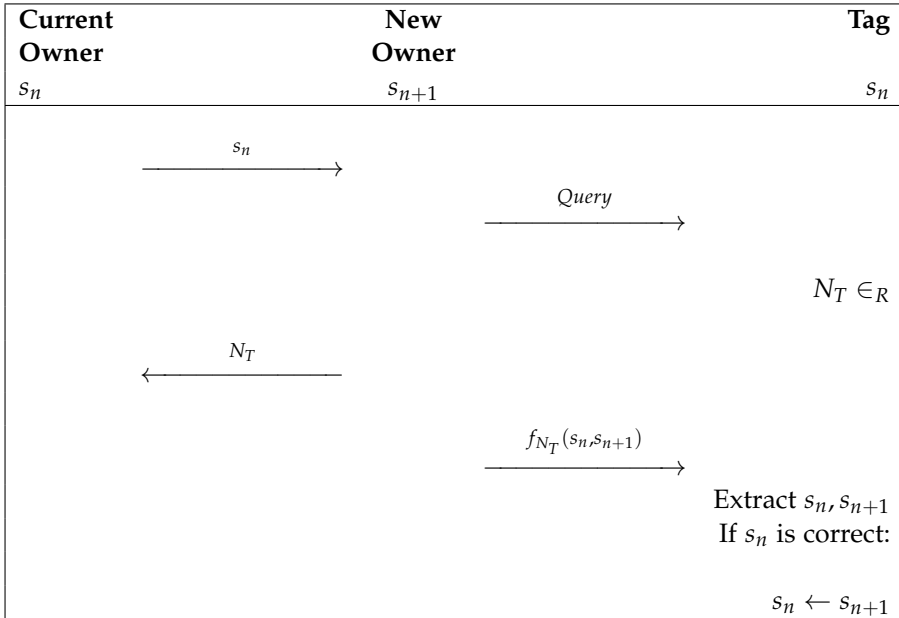 Current Owner New Owner Tag
s_n s_{n+1} s_n
s_n
Query
N_T ∈_R
N_T
f_{N_T}(s_n,s_{n+1})
Extract s_n, s_{n+1}
If s_n is correct:
s_n ← s_{n+1}